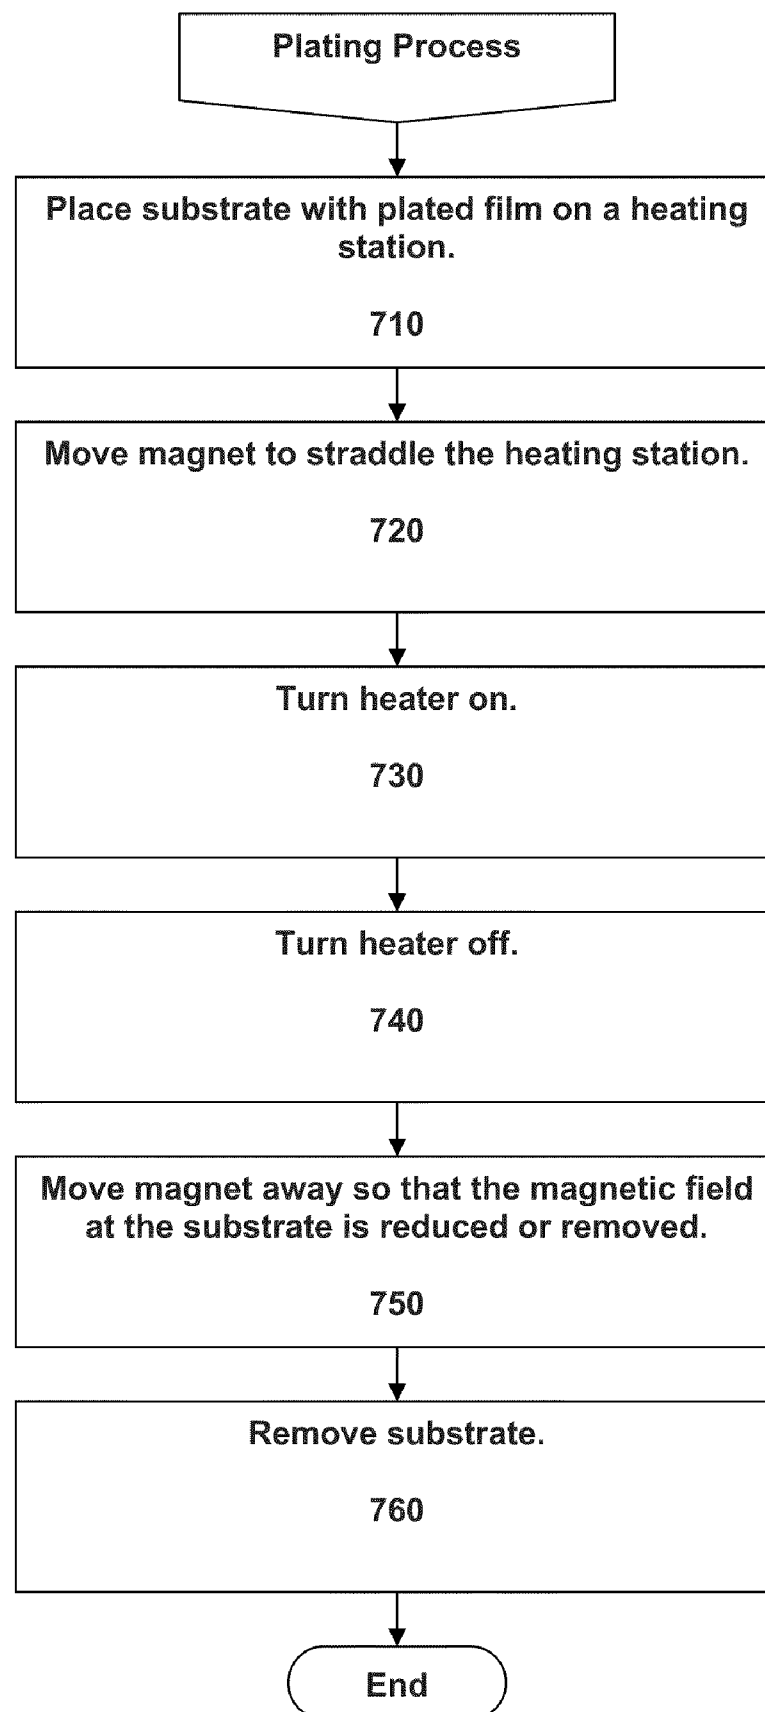 Plating Process
Place substrate with plated film on a heating
station.
710
Move magnet to straddle the heating station.
720
Turn heater on.
730
Turn heater off.
740
Move magnet away so that the magnetic field
at the substrate is reduced or removed.
750
Remove substrate.
760
End